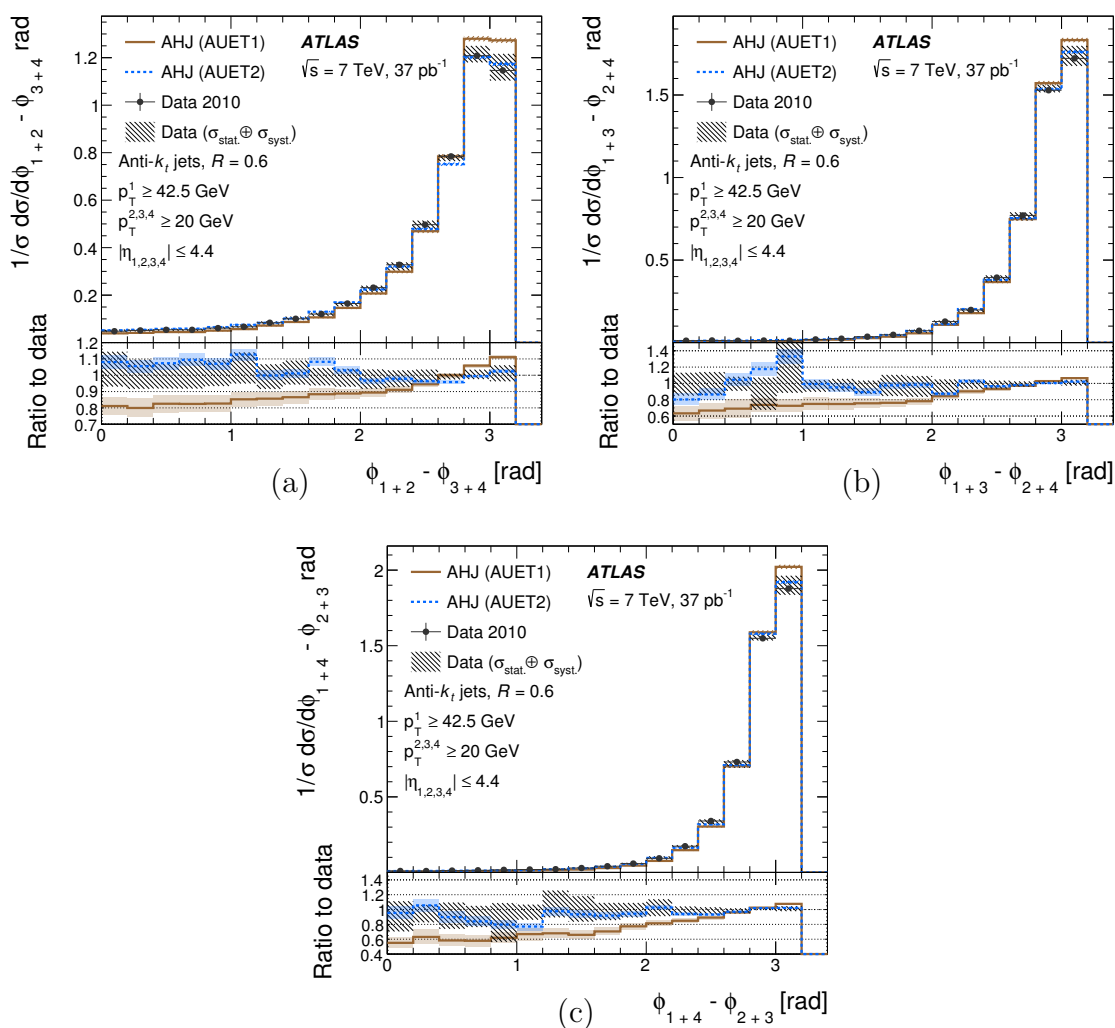 1/σ dσ/dϕ1 + 2 - ϕ3 + 4 rad
1.2
1
0.8
0.6
0.4
0.2
AHJ (AUET1)
AHJ (AUET2)
Data 2010
Data (σstat. ⊕ σsyst.)
ATLAS
√s = 7 TeV, 37 pb-1
Anti-kt jets, R = 0.6
pT1 ≥ 42.5 GeV
pT2,3,4 ≥ 20 GeV
|η1,2,3,4| ≤ 4.4
Ratio to data
1.2
1.1
1
0.9
0.8
0.7
0 1 2 3
ϕ1 + 2 - ϕ3 + 4 [rad]
(a)
1/σ dσ/dϕ1 + 3 - ϕ2 + 4 rad
1.5
1
0.5
AHJ (AUET1)
AHJ (AUET2)
Data 2010
Data (σstat. ⊕ σsyst.)
ATLAS
√s = 7 TeV, 37 pb-1
Anti-kt jets, R = 0.6
pT1 ≥ 42.5 GeV
pT2,3,4 ≥ 20 GeV
|η1,2,3,4| ≤ 4.4
Ratio to data
1.4
1.2
1
0.8
0.6
0 1 2 3
ϕ1 + 3 - ϕ2 + 4 [rad]
(b)
1/σ dσ/dϕ1 + 4 - ϕ2 + 3 rad
2
1.5
1
0.5
AHJ (AUET1)
AHJ (AUET2)
Data 2010
Data (σstat. ⊕ σsyst.)
ATLAS
√s = 7 TeV, 37 pb-1
Anti-kt jets, R = 0.6
pT1 ≥ 42.5 GeV
pT2,3,4 ≥ 20 GeV
|η1,2,3,4| ≤ 4.4
Ratio to data
1.4
1.2
1
0.8
0.6
0.4
0 1 2 3
ϕ1 + 4 - ϕ2 + 3 [rad]
(c)